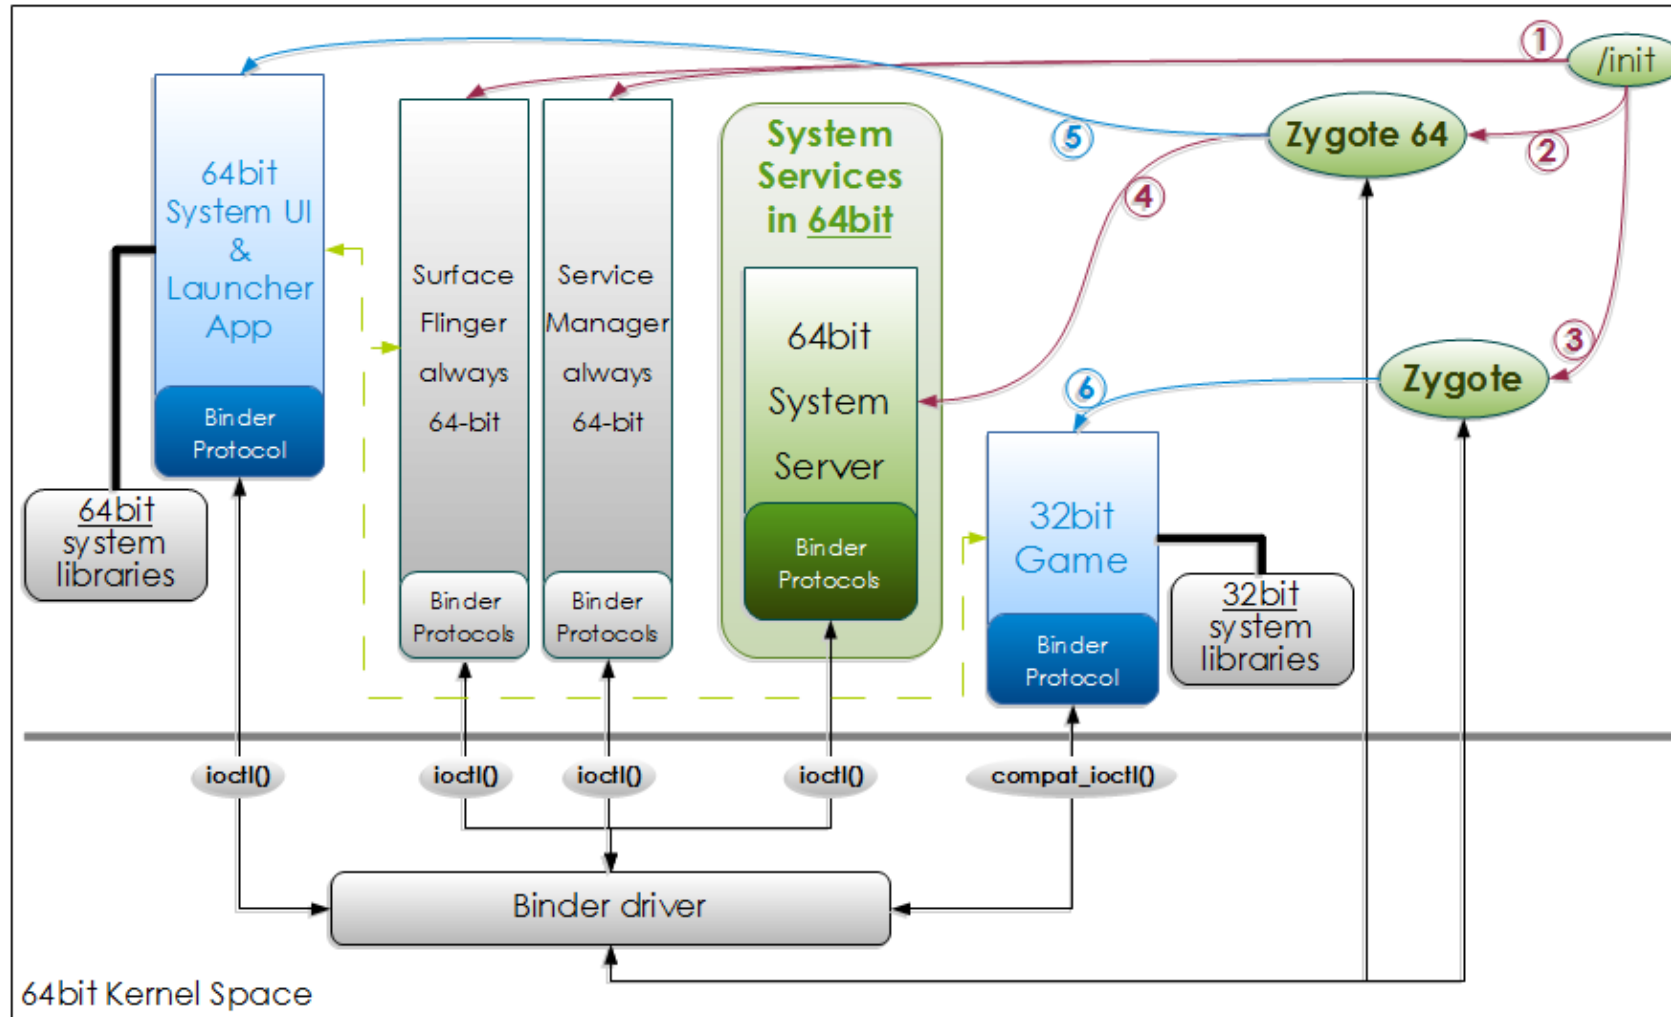 1
/init
Zygote 64
2
5
4
3
Zygote
6
64bit
System UI
&
Launcher
App
Binder
Protocol
64bit
system
libraries
Surface
Flinger
always
64-bit
Binder
Protocols
Service
Manager
always
64-bit
Binder
Protocols
System
Services
in 64bit
64bit
System
Server
Binder
Protocols
32bit
Game
Binder
Protocol
32bit
system
libraries
ioctl()
ioctl()
ioctl()
ioctl()
compat_ioctl()
Binder driver
64bit Kernel Space